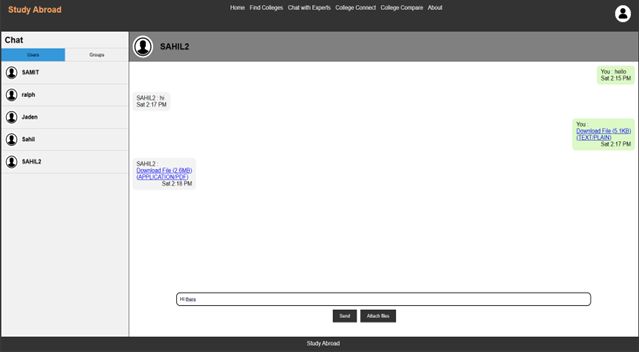 Study Abroad
Home Find Colleges Chat with Experts College Connect College Compare About
Chat
Users Groups
SAMIT
ralph
Jaden
Sahil
SAHIL2
SAHIL2
You : hello
Sat 2:15 PM
SAHIL2 : hi
Sat 2:17 PM
You :
Download File (5.1KB)
(TEXT/PLAIN)
Sat 2:17 PM
SAHIL2 :
Download File (2.6MB)
(APPLICATION/PDF)
Sat 2:18 PM
Hi Bara
Send Attach files
Study Abroad